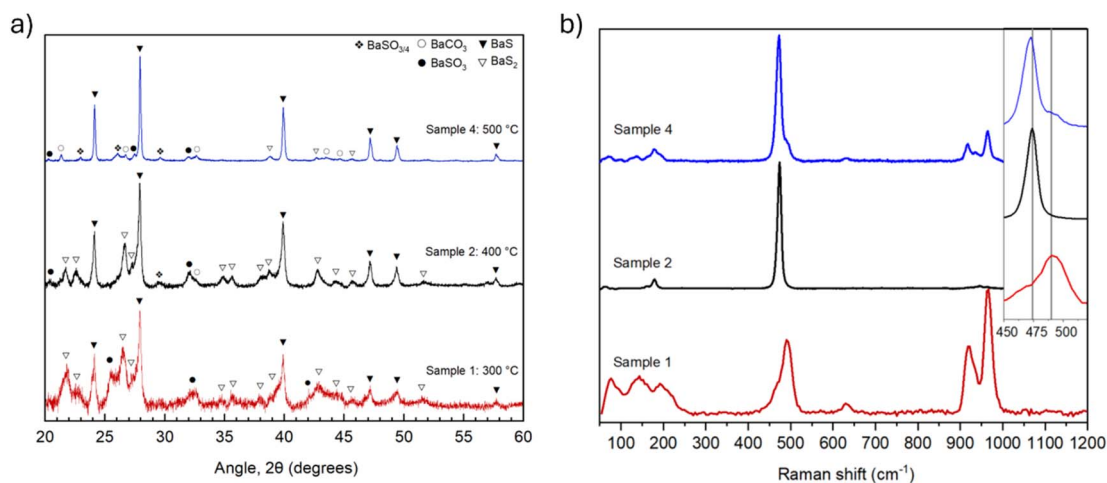 a)
❖ BaSO3/4 ○ BaCO3 ▼ BaS
● BaSO3 ▽ BaS2
Sample 4: 500 °C
Sample 2: 400 °C
Sample 1: 300 °C
20 25 30 35 40 45 50 55 60
Angle, 2θ (degrees)
b)
Sample 4
Sample 2
Sample 1
450 475 500
100 200 300 400 500 600 700 800 900 1000 1100 1200
Raman shift (cm-1)